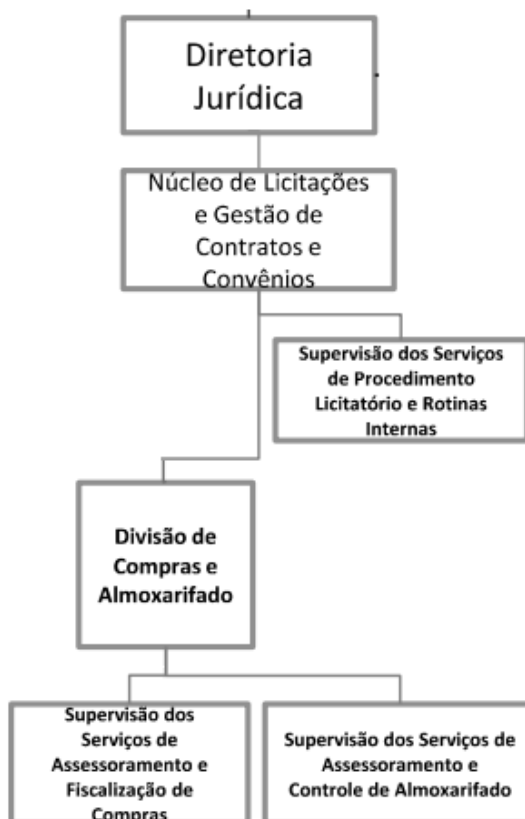 Diretoria
Jurídica
Núcleo de Licitações
e Gestão de
Contratos e
Convênios
Supervisão dos Serviços
de Procedimento
Licitatório e Rotinas
Internas
Divisão de
Compras e
Almoxarifado
Supervisão dos
Serviços de
Assessoramento e
Fiscalização de
Compras
Supervisão dos Serviços de
Assessoramento e
Controle de Almoxarifado